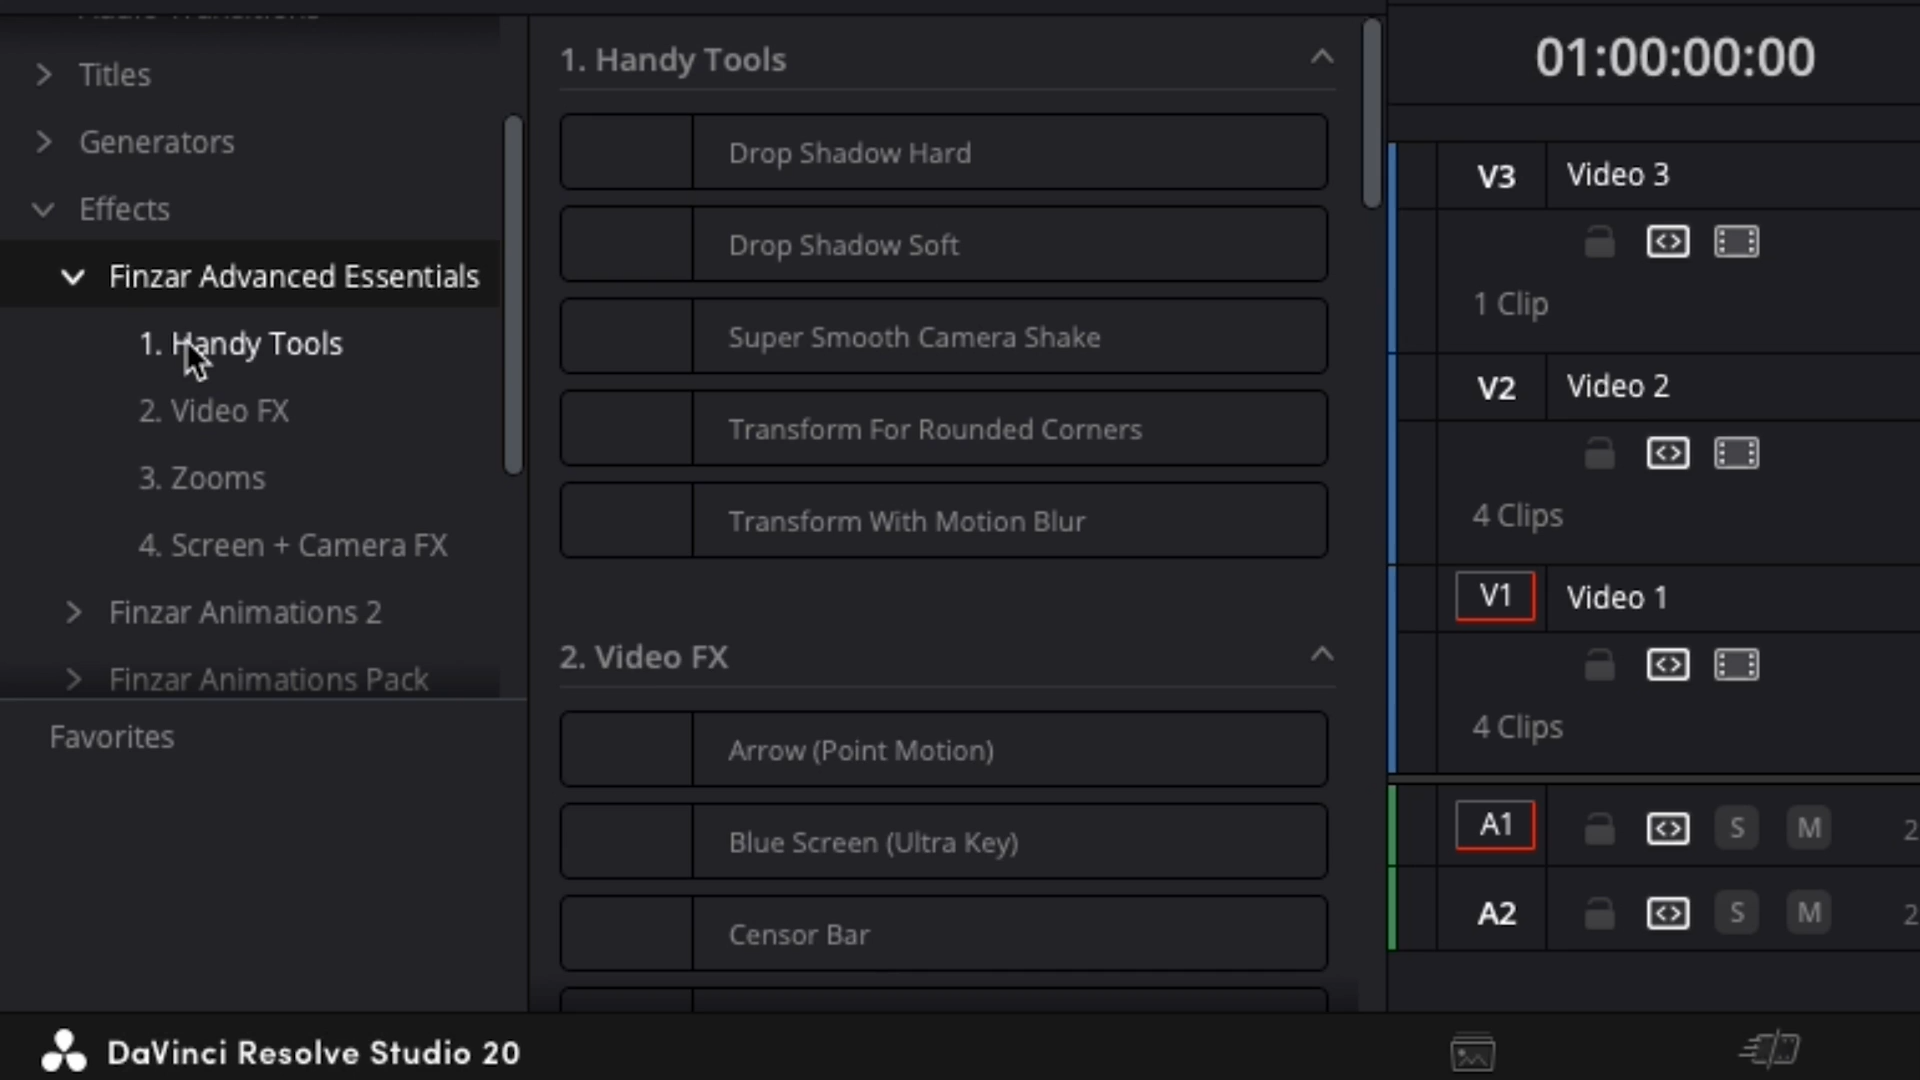 Audio Transitions
Titles
Generators
Effects
Finzar Advanced Essentials
1. Handy Tools
2. Video FX
3. Zooms
4. Screen + Camera FX
Finzar Animations 2
Finzar Animations Pack
Favorites
1. Handy Tools
Drop Shadow Hard
Drop Shadow Soft
Super Smooth Camera Shake
Transform For Rounded Corners
Transform With Motion Blur
2. Video FX
Arrow (Point Motion)
Blue Screen (Ultra Key)
Censor Bar
01:00:00:00
V3 Video 3
1 Clip
V2 Video 2
4 Clips
V1 Video 1
4 Clips
A1 S M 2
A2 S M 2
DaVinci Resolve Studio 20